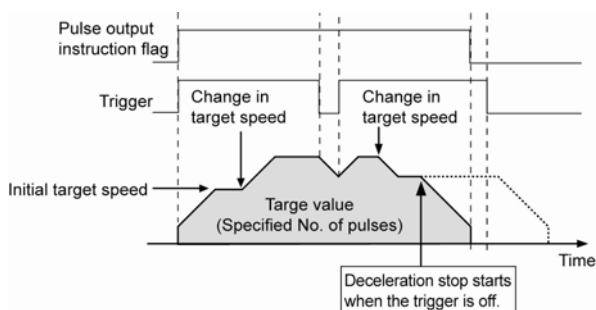 Pulse output
instruction flag
Trigger
Change in
target speed
Change in
target speed
Initial target speed
Targe value
(Specified No. of pulses)
Time
Deceleration stop starts
when the trigger is off.